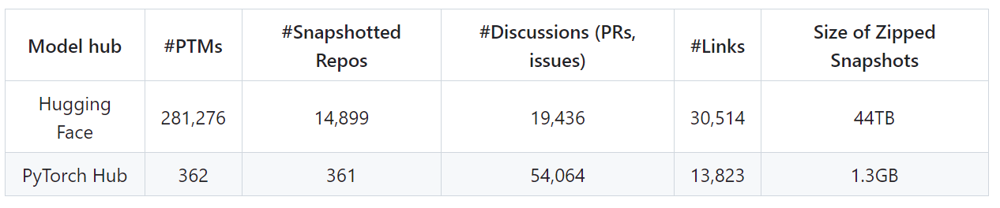 Model hub #PTMs #Snapshotted Repos #Discussions (PRs, issues) #Links Size of Zipped Snapshots
Hugging Face 281,276 14,899 19,436 30,514 44TB
PyTorch Hub 362 361 54,064 13,823 1.3GB